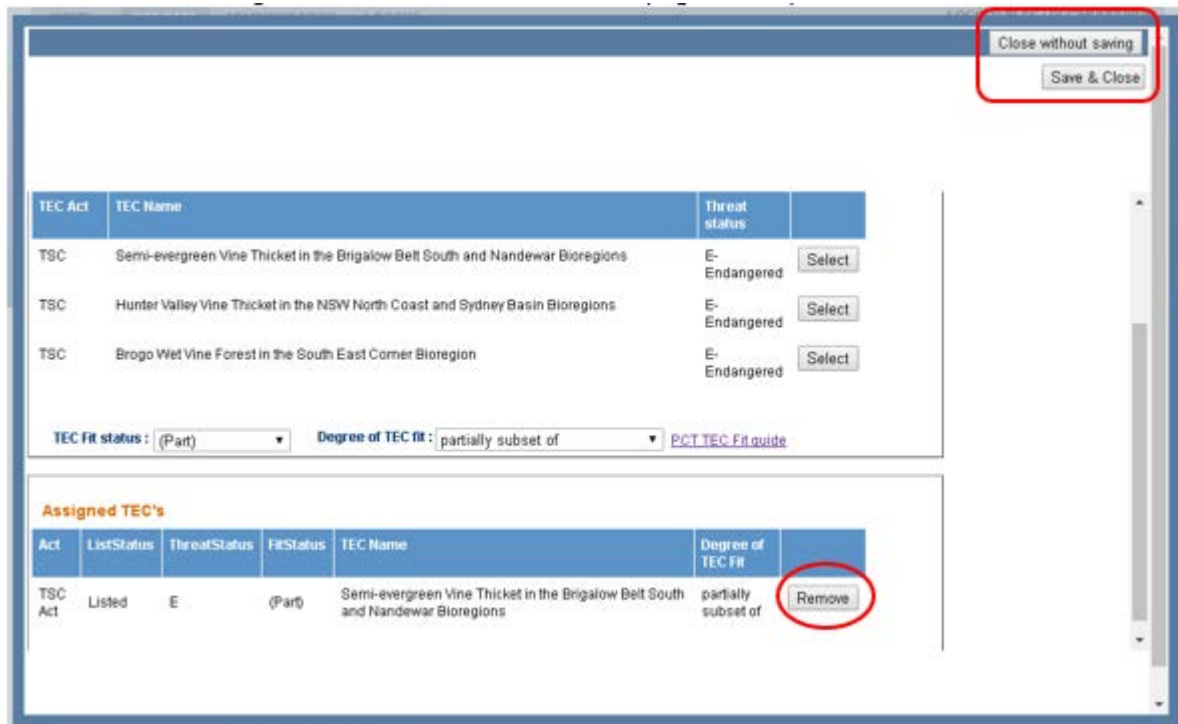 Close without saving
Save & Close
TEC Act TEC Name Threat status
TSC Semi-evergreen Vine Thicket in the Brigalow Belt South and Nandewar Bioregions E-Endangered Select
TSC Hunter Valley Vine Thicket in the NSW North Coast and Sydney Basin Bioregions E-Endangered Select
TSC Brogo Wet Vine Forest in the South East Corner Bioregion E-Endangered Select
TEC Fit status : (Part) Degree of TEC fit : partially subset of PCT TEC Fit guide
Assigned TEC's
Act ListStatus ThreatStatus FitStatus TEC Name Degree of TEC Fit
TSC Act Listed E (Part) Semi-evergreen Vine Thicket in the Brigalow Belt South and Nandewar Bioregions partially subset of Remove